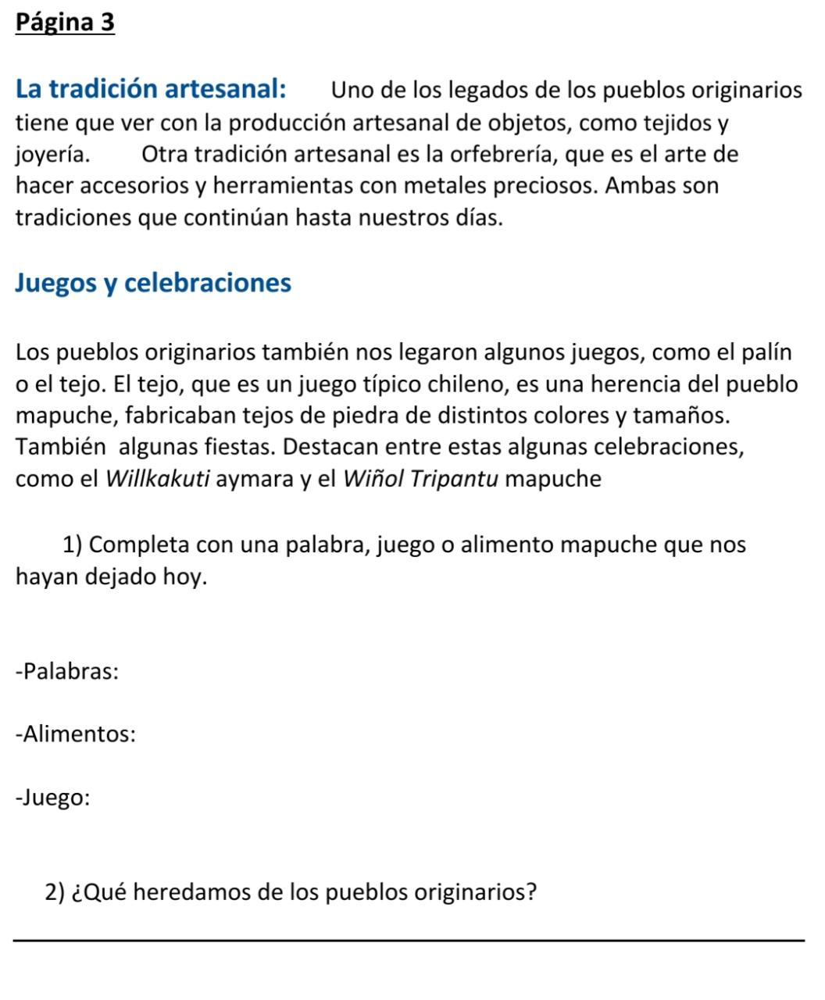 Página 3
La tradición artesanal: Uno de los legados de los pueblos originarios
tiene que ver con la producción artesanal de objetos, como tejidos y
joyería. Otra tradición artesanal es la orfebrería, que es el arte de
hacer accesorios y herramientas con metales preciosos. Ambas son
tradiciones que continúan hasta nuestros días.
Juegos y celebraciones
Los pueblos originarios también nos legaron algunos juegos, como el palín
o el tejo. El tejo, que es un juego típico chileno, es una herencia del pueblo
mapuche, fabricaban tejos de piedra de distintos colores y tamaños.
También algunas fiestas. Destacan entre estas algunas celebraciones,
como el Willkakuti aymara y el Wiñol Tripantu mapuche
1) Completa con una palabra, juego o alimento mapuche que nos
hayan dejado hoy.
-Palabras:
-Alimentos:
-Juego:
2) ¿Qué heredamos de los pueblos originarios?